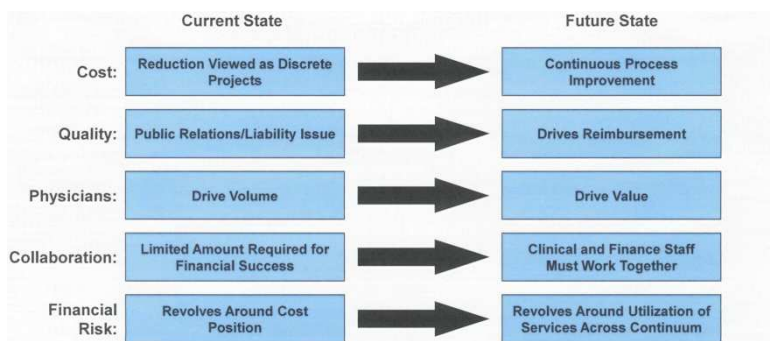 Current State
Future State
Cost:
Reduction Viewed as Discrete
Projects
Continuous Process
Improvement
Quality:
Public Relations/Liability Issue
Drives Reimbursement
Physicians:
Drive Volume
Drive Value
Collaboration:
Limited Amount Required for
Financial Success
Clinical and Finance Staff
Must Work Together
Financial
Risk:
Revolves Around Cost
Position
Revolves Around Utilization of
Services Across Continuum